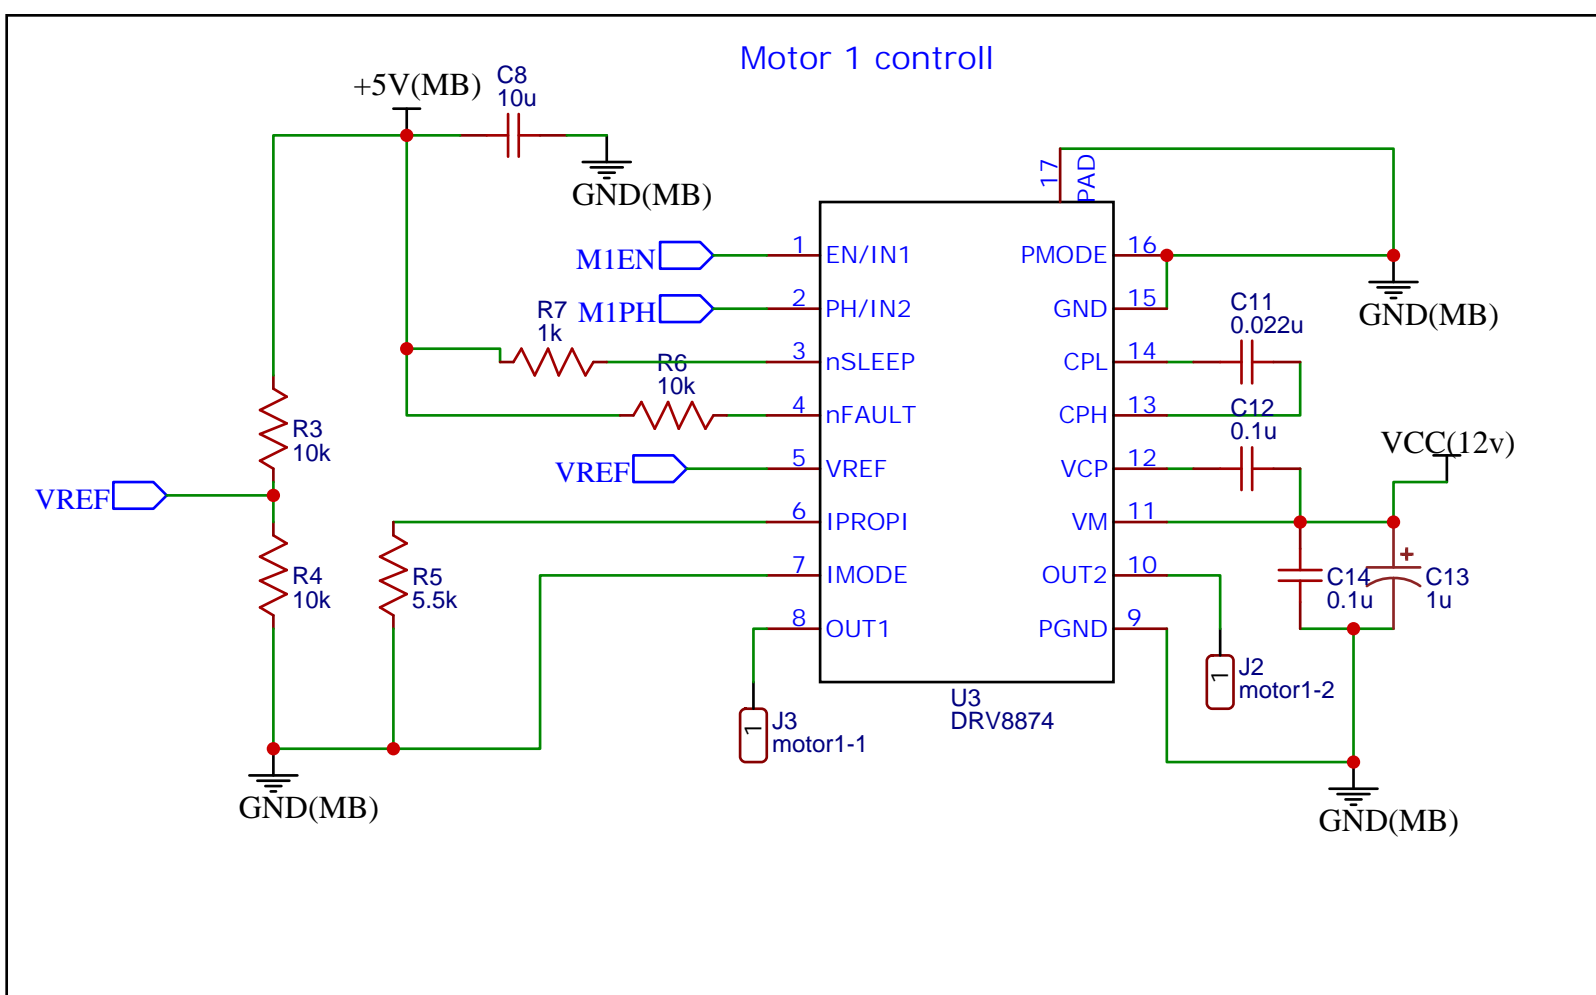 Motor 1 controll
+5V(MB)
C8
10u
GND(MB)
17
PAD
M1EN
1
EN/IN1
PMODE
16
M1PH
2
PH/IN2
GND
15
GND(MB)
R7
1k
3
nSLEEP
CPL
14
C11
0.022u
R6
10k
4
nFAULT
CPH
13
C12
0.1u
R3
10k
VREF
VREF
5
VREF
VCP
12
VCC(12v)
6
IPROPI
VM
11
R4
10k
R5
5.5k
7
IMODE
OUT2
10
C14
0.1u
+
C13
1u
8
OUT1
PGND
9
1
J2
motor1-2
U3
DRV8874
1
J3
motor1-1
GND(MB)
GND(MB)